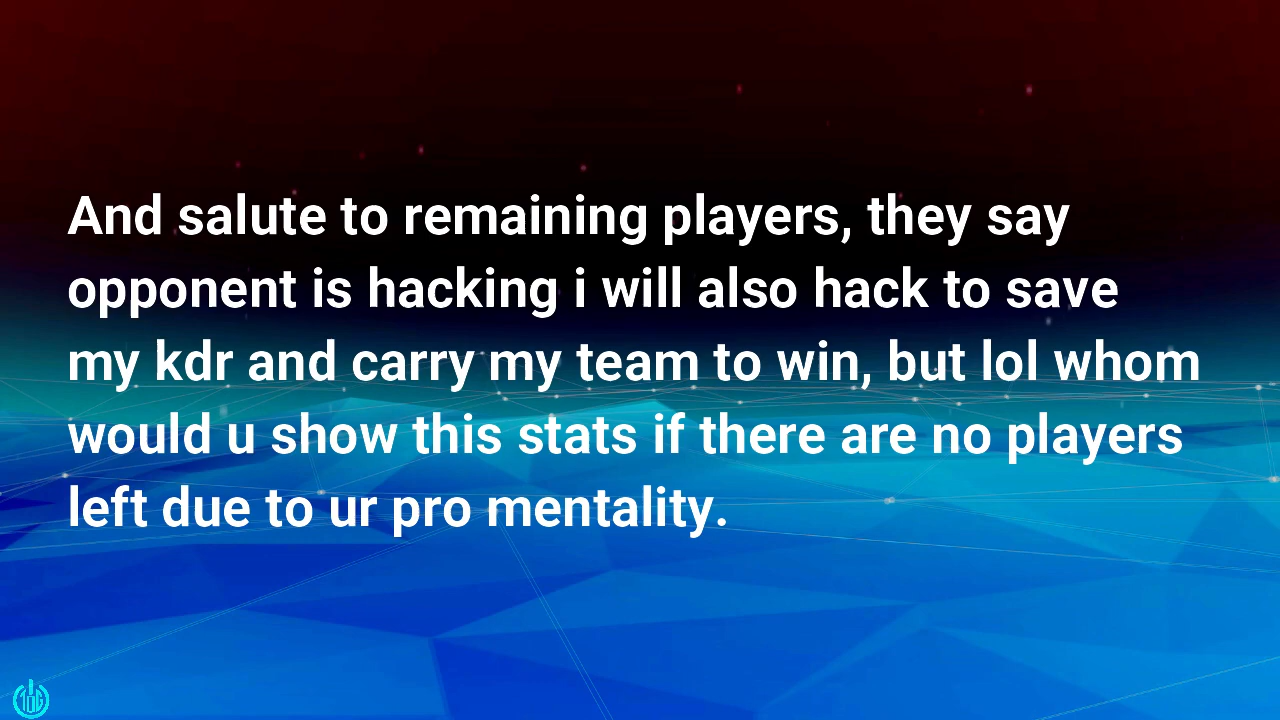 And salute to remaining players, they say
opponent is hacking i will also hack to save
my kdr and carry my team to win, but lol whom
would u show this stats if there are no players
left due to ur pro mentality.